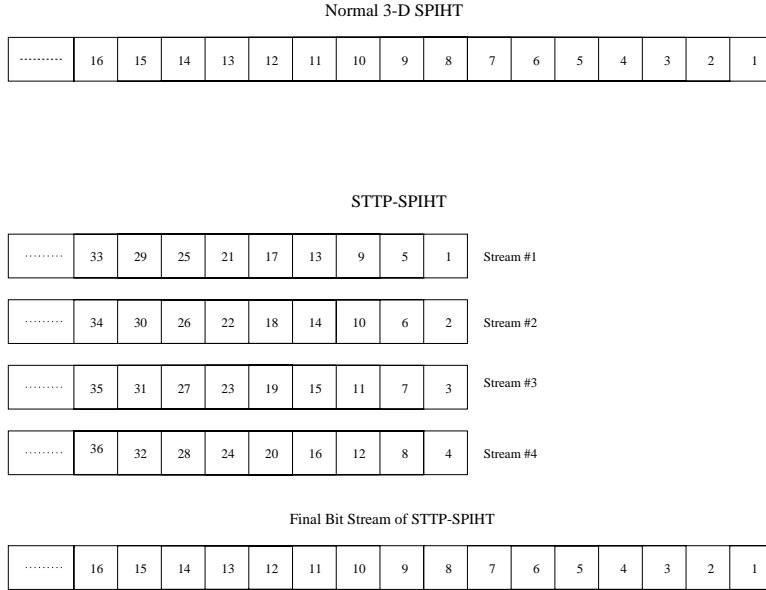 Normal 3-D SPIHT
.......... 16 15 14 13 12 11 10 9 8 7 6 5 4 3 2 1
STTP-SPIHT
......... 33 29 25 21 17 13 9 5 1 Stream #1
......... 34 30 26 22 18 14 10 6 2 Stream #2
......... 35 31 27 23 19 15 11 7 3 Stream #3
......... 36 32 28 24 20 16 12 8 4 Stream #4
Final Bit Stream of STTP-SPIHT
......... 16 15 14 13 12 11 10 9 8 7 6 5 4 3 2 1